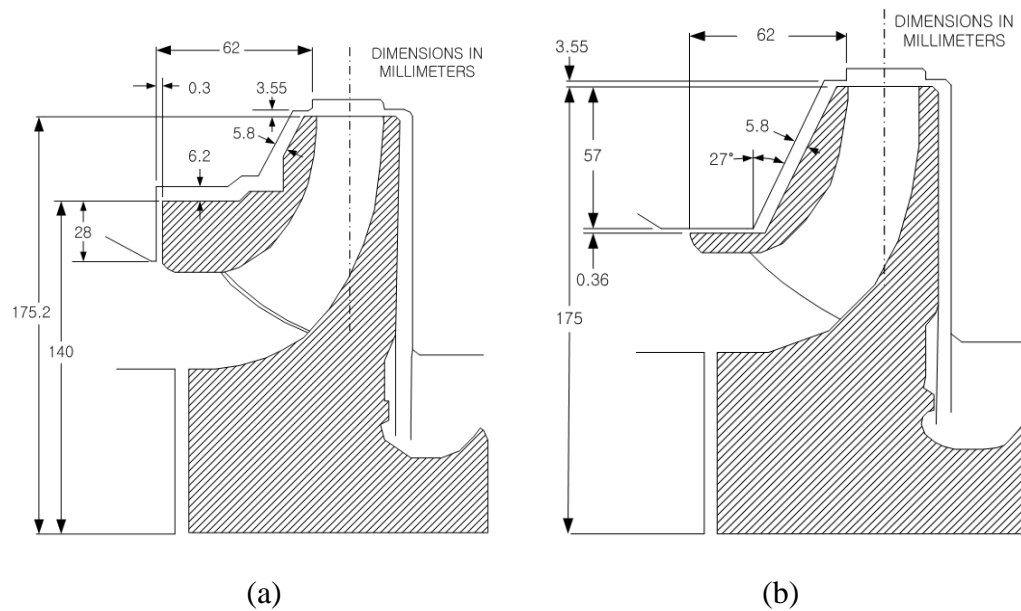 62
DIMENSIONS IN
MILLIMETERS
0.3
3.55
5.8
6.2
28
175.2
140
(a)
62
DIMENSIONS IN
MILLIMETERS
3.55
5.8
57
27°
0.36
175
(b)